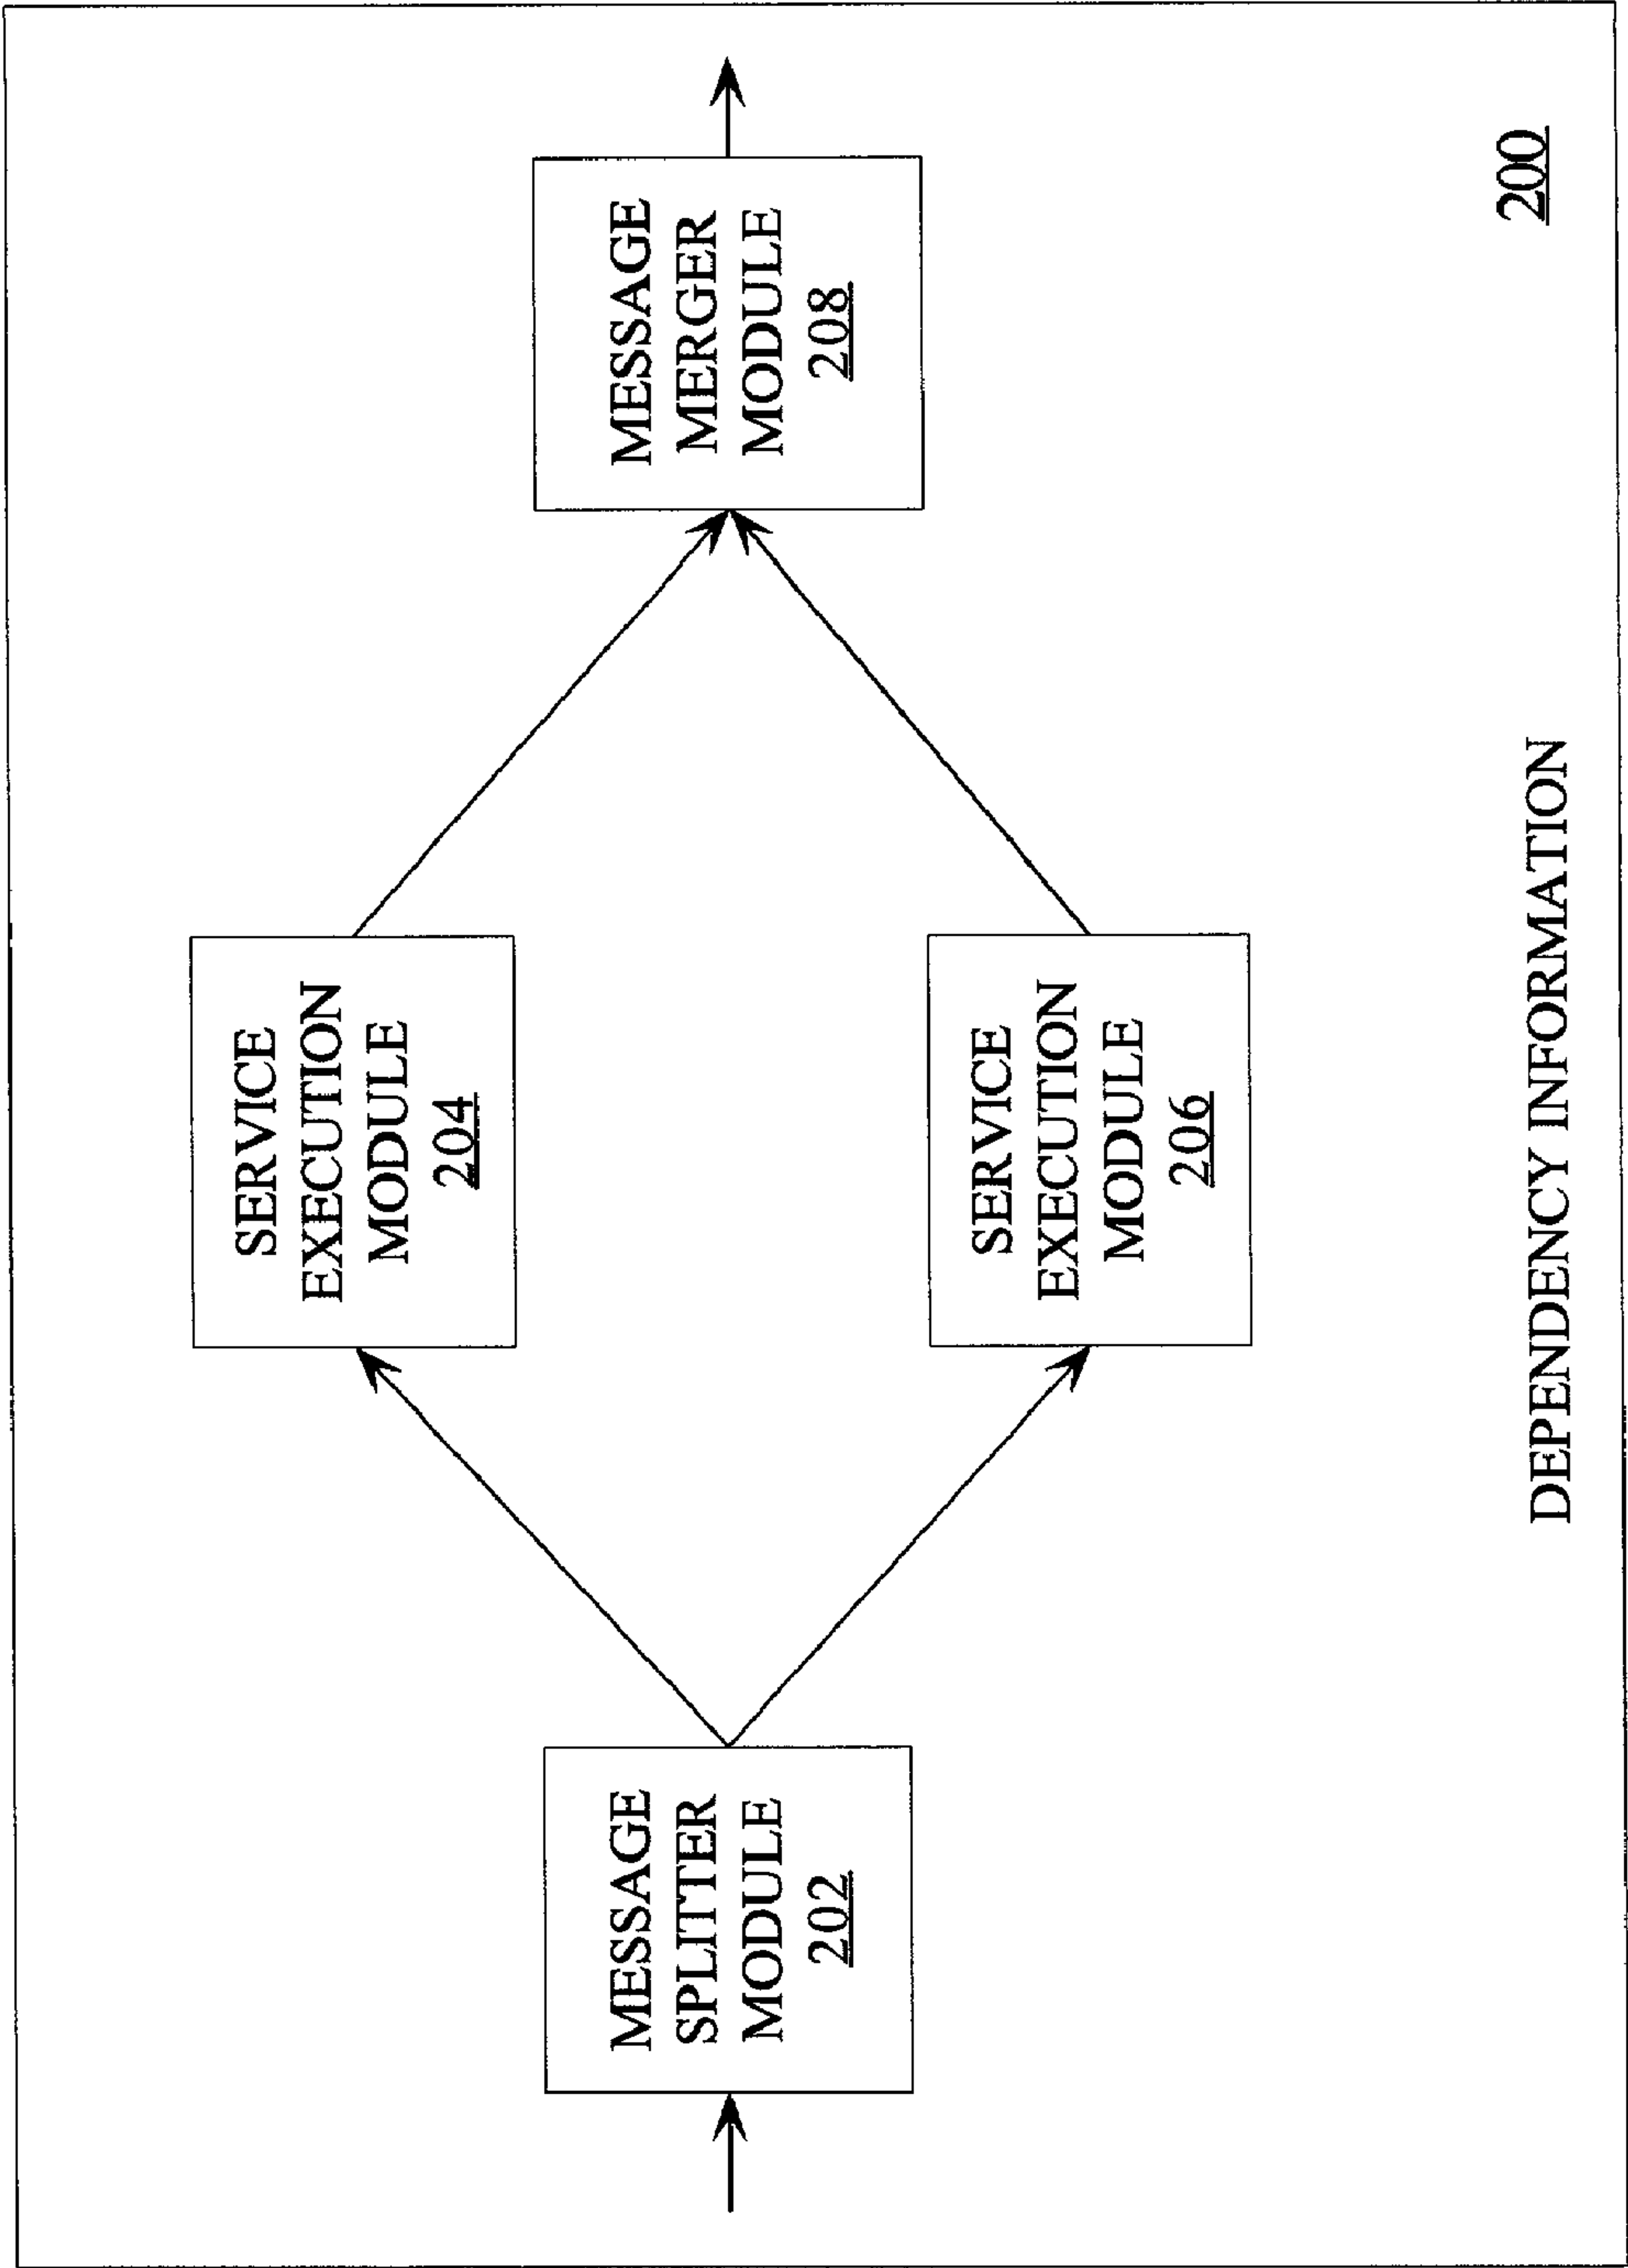 MESSAGE
SPLITTER
MODULE
202
SERVICE
EXECUTION
MODULE
204
SERVICE
EXECUTION
MODULE
206
MESSAGE
MERGER
MODULE
208
DEPENDENCY INFORMATION
200